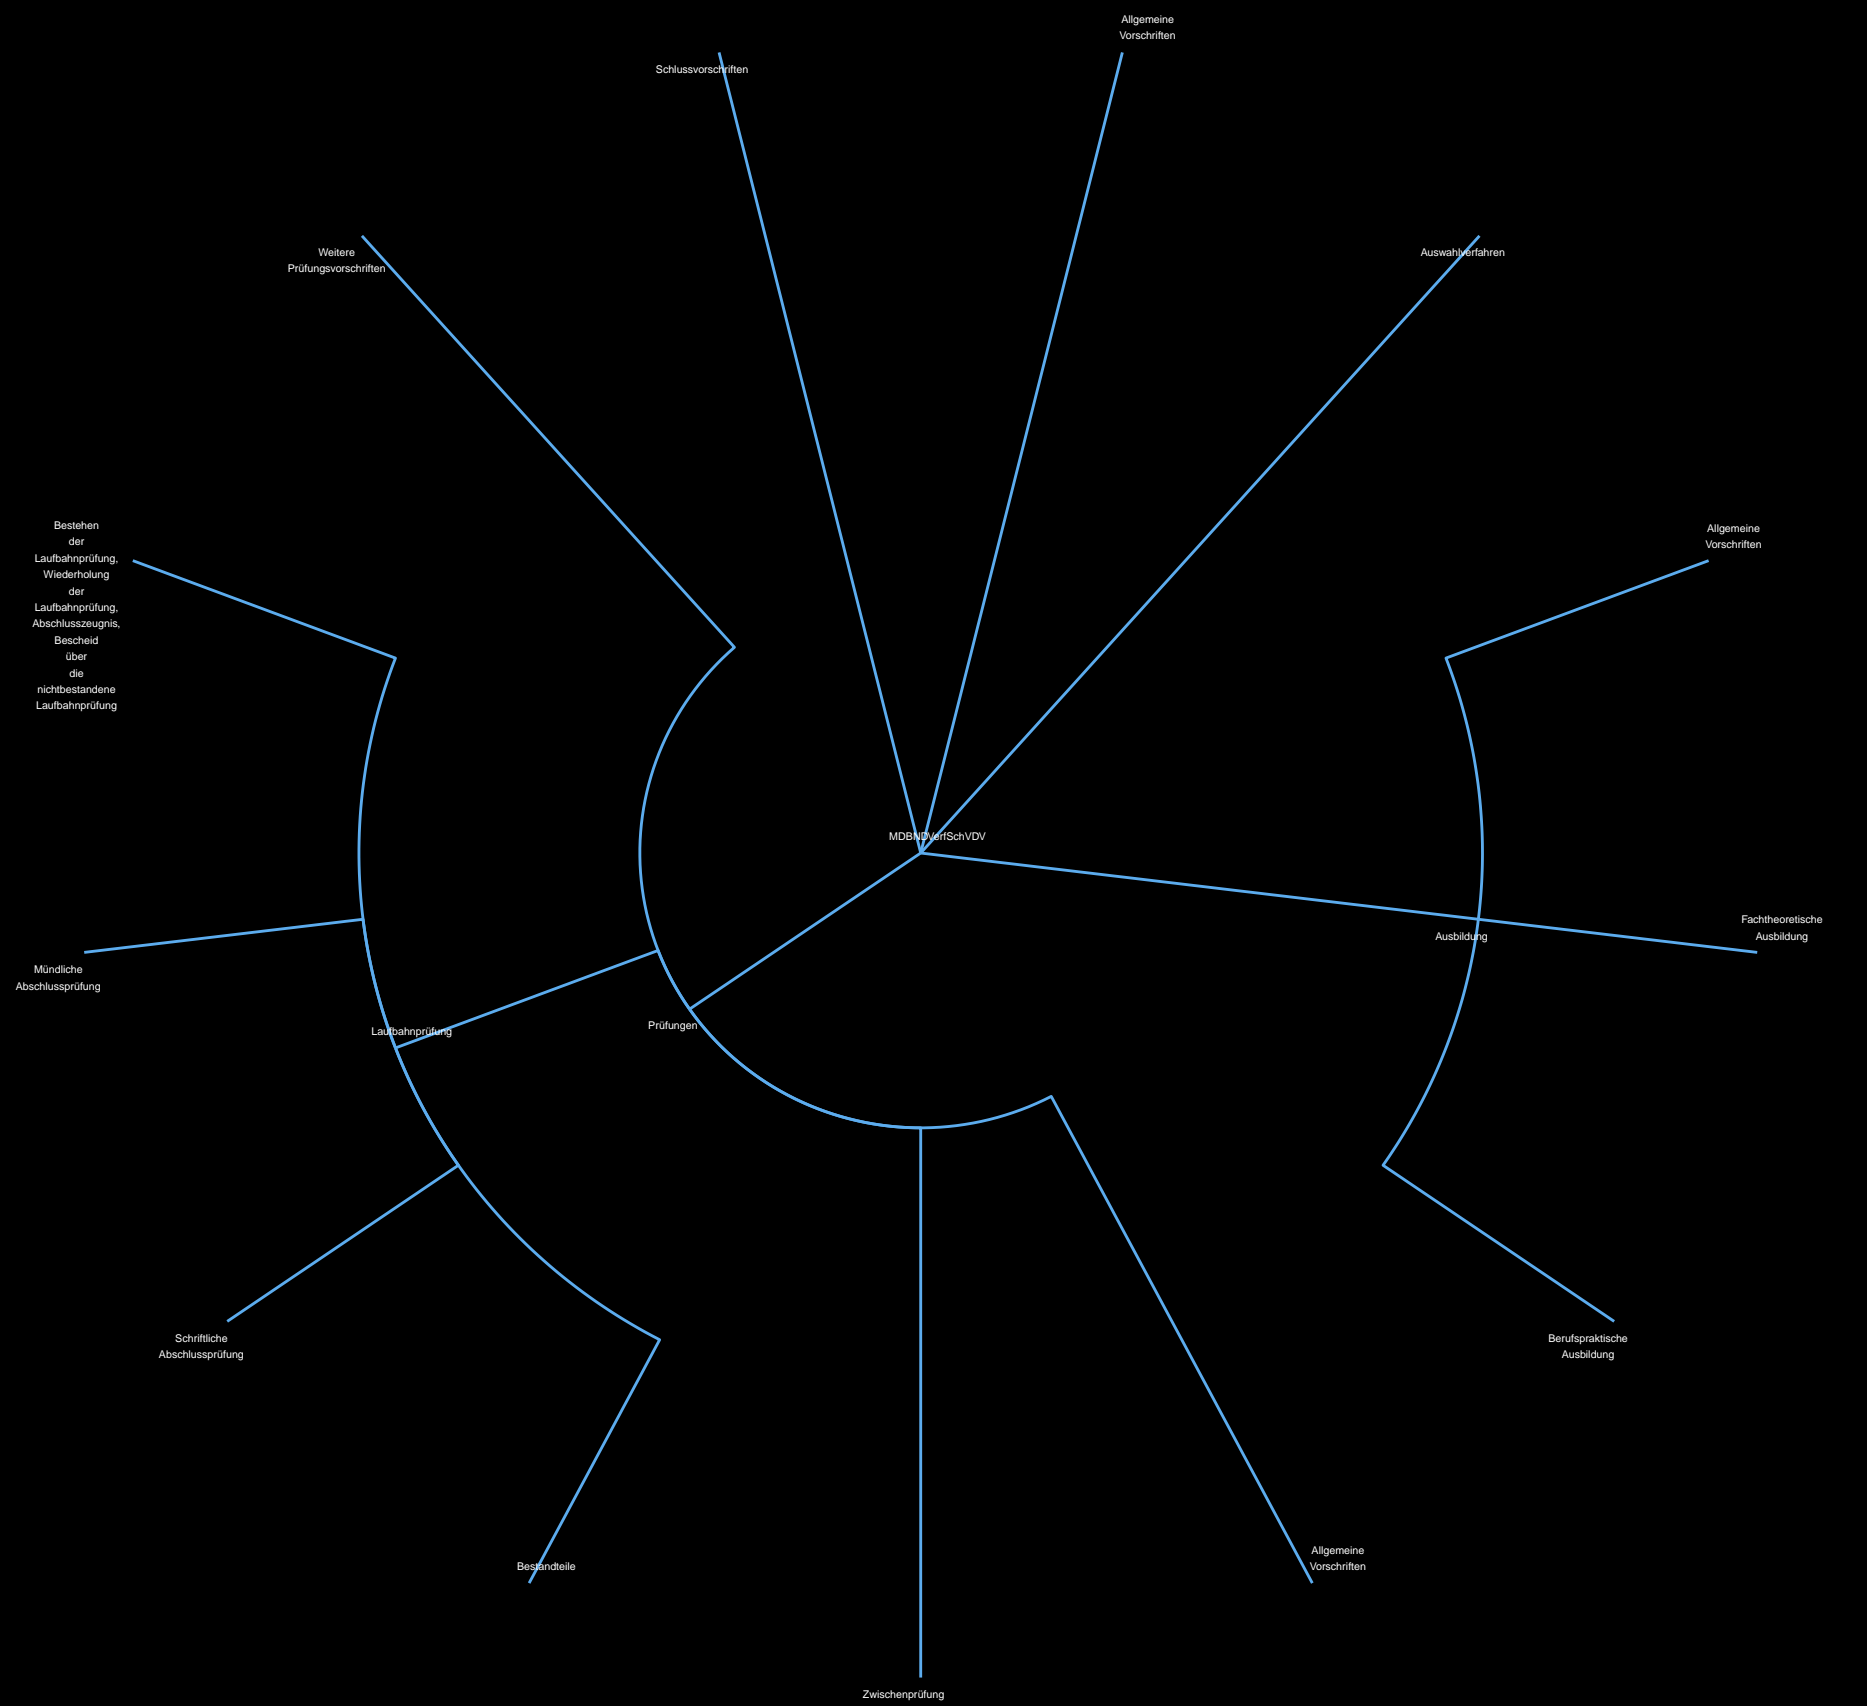 Allgemeine
Vorschriften
Schlussvorschriften
Weitere
Prüfungsvorschriften
Auswahlverfahren
Bestehen
der
Laufbahnprüfung,
Wiederholung
der
Laufbahnprüfung,
Abschlusszeugnis,
Bescheid
über
die
nichtbestandene
Laufbahnprüfung
Allgemeine
Vorschriften
MDBNDVerfSchVDV
Fachtheoretische
Ausbildung
Ausbildung
Mündliche
Abschlussprüfung
Laufbahnprüfung
Prüfungen
Schriftliche
Abschlussprüfung
Berufspraktische
Ausbildung
Bestandteile
Allgemeine
Vorschriften
Zwischenprüfung